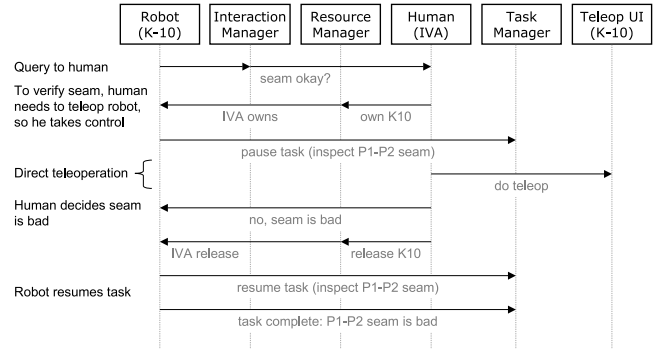 Robot
(K-10)
Interaction
Manager
Resource
Manager
Human
(IVA)
Task
Manager
Teleop UI
(K-10)
Query to human
seam okay?
To verify seam, human
needs to teleop robot,
so he takes control
IVA owns
own K10
pause task (inspect P1-P2 seam)
Direct teleoperation
do teleop
Human decides seam
is bad
no, seam is bad
IVA release
release K10
Robot resumes task
resume task (inspect P1-P2 seam)
task complete: P1-P2 seam is bad